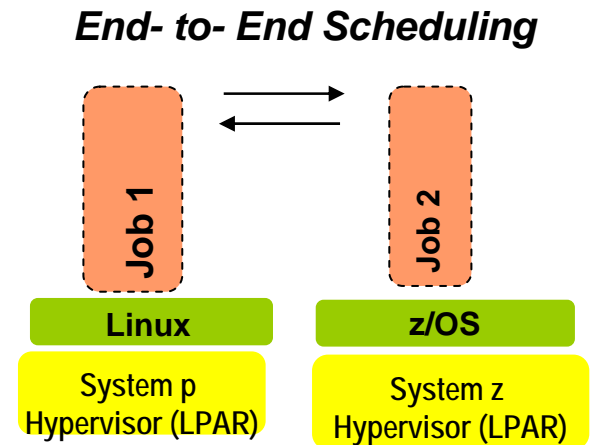 End- to- End Scheduling
Job 1
Job 2
Linux
z/OS
System p
Hypervisor (LPAR)
System z
Hypervisor (LPAR)